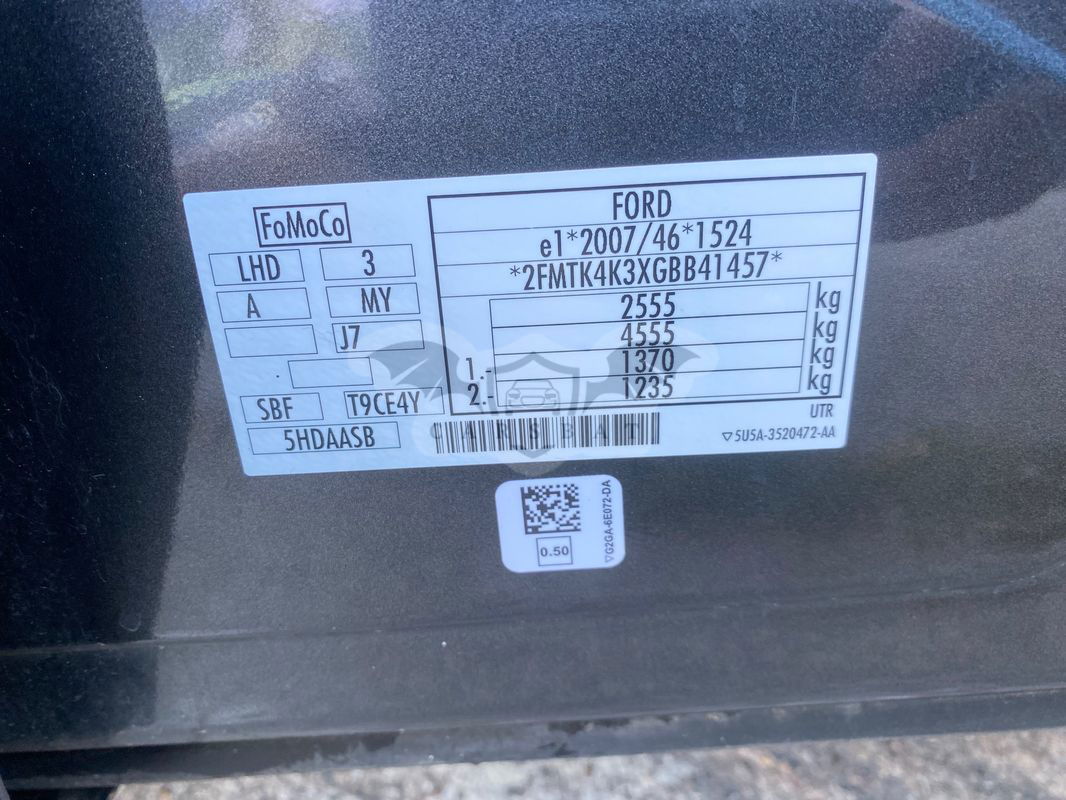 FoMoCo
LHD 3
A MY
J7
SBF T9CE4Y
5HDAASB
FORD
e1*2007/46*1524
*2FMTK4K3XGBB41457*
2555 kg
4555 kg
1.- 1370 kg
2.- 1235 kg
UTR
5U5A-3520472-AA
CARSBAT
0.50
G2GA-6E072-DA